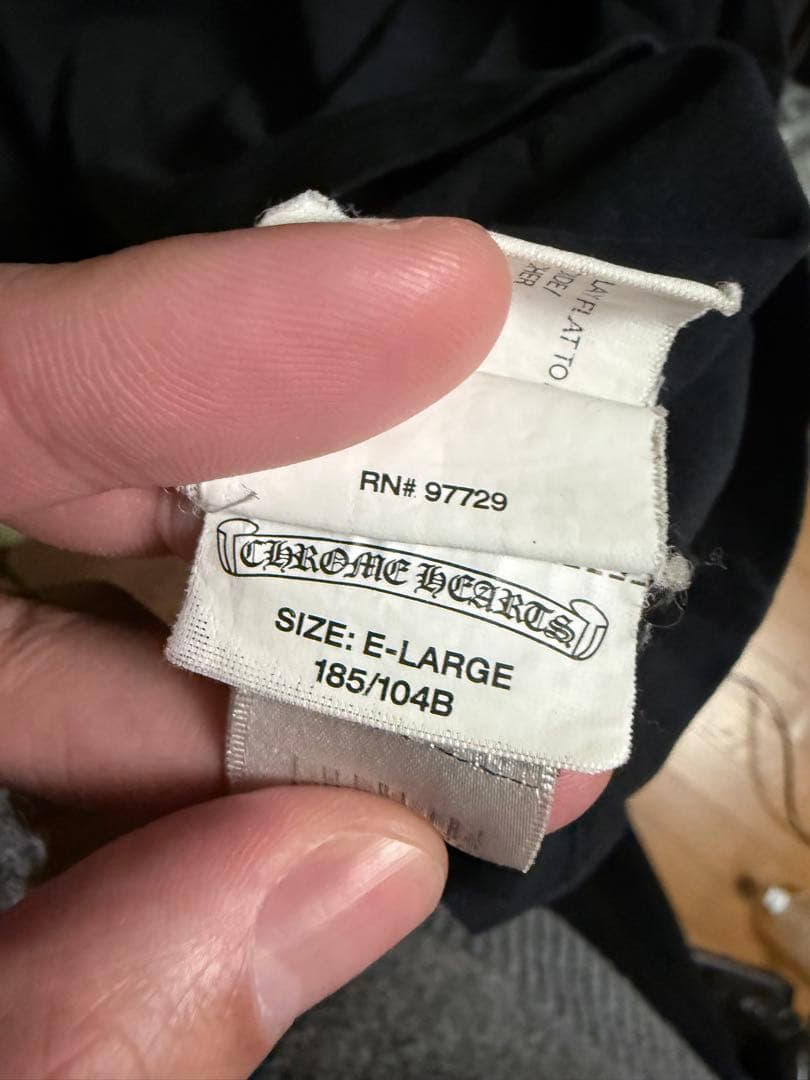 LAY FLAT TO
RN# 97729
CHROME HEARTS
SIZE: E-LARGE
185/104B